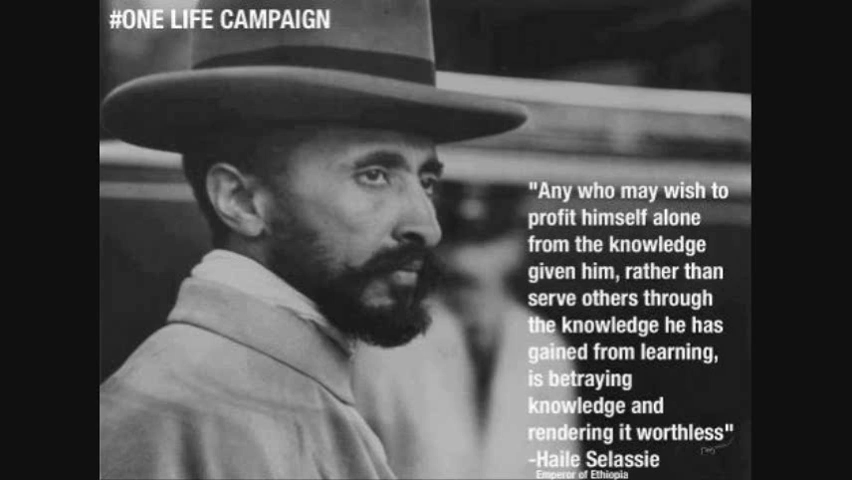 #ONE LIFE CAMPAIGN
"Any who may wish to
profit himself alone
from the knowledge
given him, rather than
serve others through
the knowledge he has
gained from learning,
is betraying
knowledge and
rendering it worthless"
-Haile Selassie
Emperor of Ethiopia